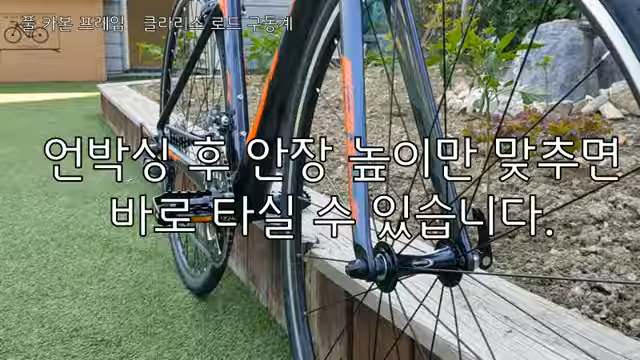 풀 카본 프레임 클라리스 로드 구동계
언박싱 후 안장 높이만 맞추면
바로 타실 수 있습니다.